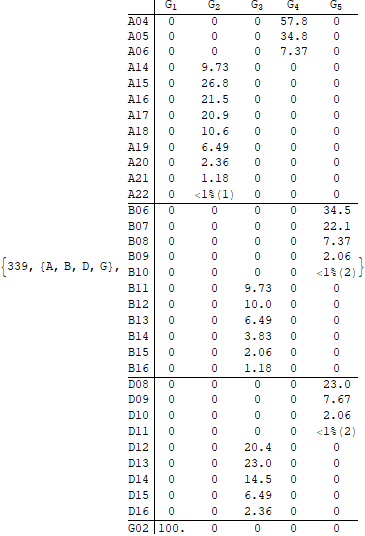 G1 G2 G3 G4 G5
A04 0 0 0 57.8 0
A05 0 0 0 34.8 0
A06 0 0 0 7.37 0
A14 0 9.73 0 0 0
A15 0 26.8 0 0 0
A16 0 21.5 0 0 0
A17 0 20.9 0 0 0
A18 0 10.6 0 0 0
A19 0 6.49 0 0 0
A20 0 2.36 0 0 0
A21 0 1.18 0 0 0
A22 0 <1%(1) 0 0 0
B06 0 0 0 0 34.5
B07 0 0 0 0 22.1
B08 0 0 0 0 7.37
B09 0 0 0 0 2.06
{339, {A, B, D, G}, B10 0 0 0 0 <1%(2)}
B11 0 0 9.73 0 0
B12 0 0 10.0 0 0
B13 0 0 6.49 0 0
B14 0 0 3.83 0 0
B15 0 0 2.06 0 0
B16 0 0 1.18 0 0
D08 0 0 0 0 23.0
D09 0 0 0 0 7.67
D10 0 0 0 0 2.06
D11 0 0 0 0 <1%(2)
D12 0 0 20.4 0 0
D13 0 0 23.0 0 0
D14 0 0 14.5 0 0
D15 0 0 6.49 0 0
D16 0 0 2.36 0 0
G02 100. 0 0 0 0